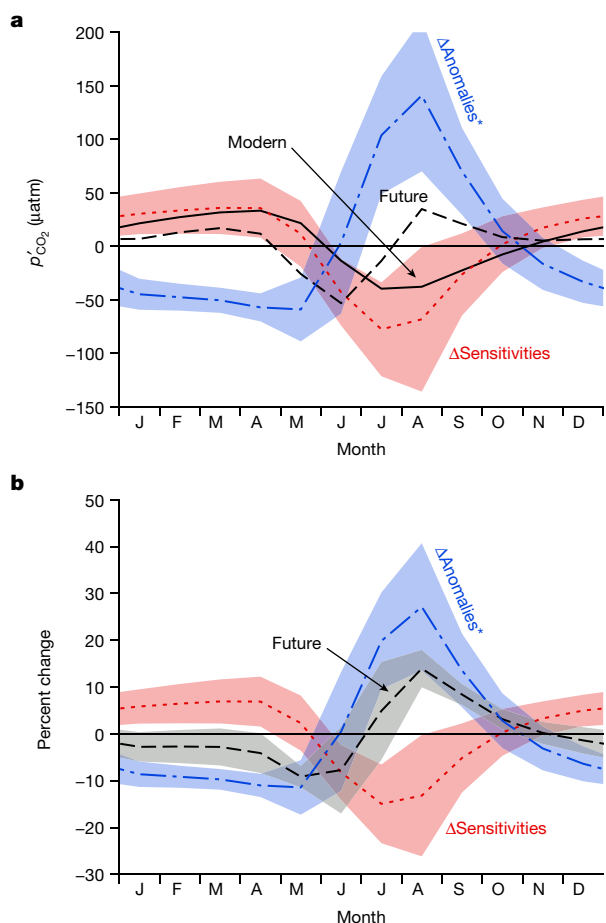 a
200
150
100
50
0
−50
−100
−150
p′CO2 (μatm)
ΔAnomalies*
Modern
Future
ΔSensitivities
J F M A M J J A S O N D
Month
b
50
40
30
20
10
0
−10
−20
−30
Percent change
ΔAnomalies*
Future
ΔSensitivities
J F M A M J J A S O N D
Month